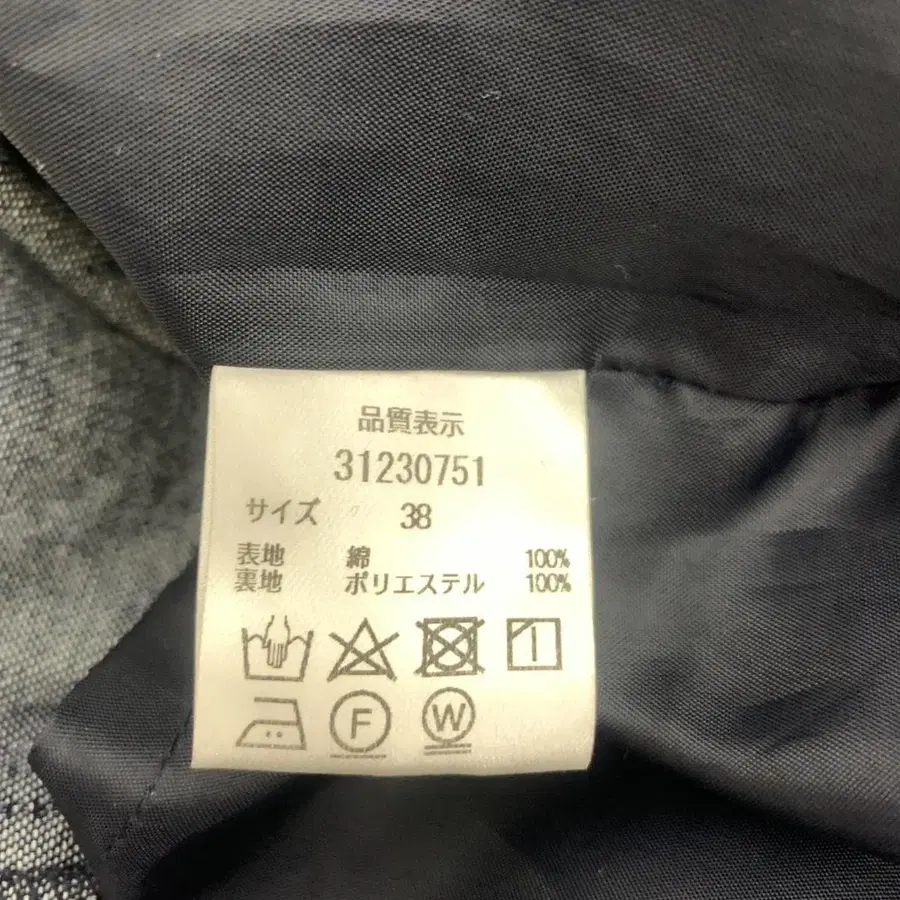 品質表示
31230751
サイズ 38
表地 綿 100%
裏地 ポリエステル 100%
F W